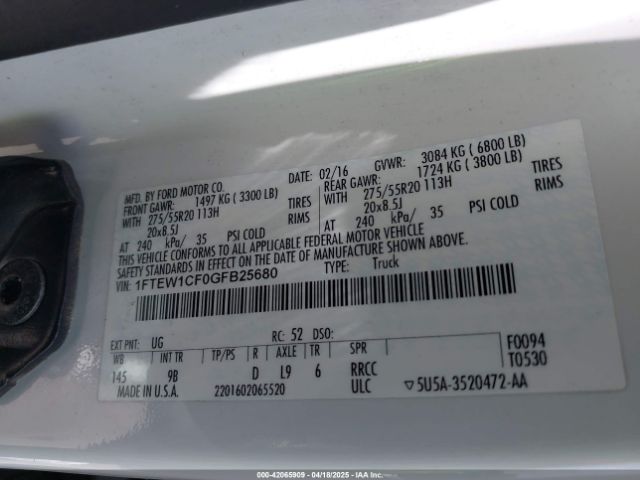 MFD. BY FORD MOTOR CO.
DATE: 02/16 GVWR: 3084 KG ( 6800 LB)
FRONT GAWR: 1497 KG ( 3300 LB) REAR GAWR: 1724 KG ( 3800 LB)
WITH 275/55R20 113H TIRES WITH 275/55R20 113H TIRES
20x8.5J RIMS 20x8.5J RIMS
AT 240 kPa/ 35 PSI COLD AT 240 kPa/ 35 PSI COLD
THIS VEHICLE CONFORMS TO ALL APPLICABLE FEDERAL MOTOR VEHICLE
SAFETY STANDARDS IN EFFECT ON THE DATE OF MANUFACTURE SHOWN ABOVE.
VIN: 1FTEW1CF0GFB25680 TYPE: Truck
EXT PNT: UG RC: 52 DSO: F0094
WB INT TR TP/PS R AXLE TR SPR T0530
145 9B D L9 6 RRCC
MADE IN U.S.A. 2201602065520 ULC 5U5A-3520472-AA
000-42065909 - 04/18/2025 - IAAI.com, Inc.